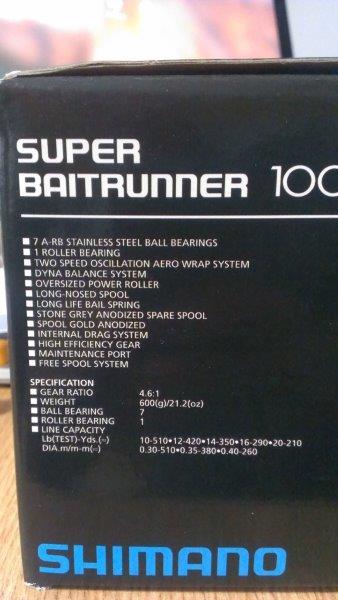 SUPER
BAITRUNNER 100
■ 7 A-RB STAINLESS STEEL BALL BEARINGS
■ 1 ROLLER BEARING
■ TWO SPEED OSCILLATION AERO WRAP SYSTEM
■ DYNA BALANCE SYSTEM
■ OVERSIZED POWER ROLLER
■ LONG-NOSED SPOOL
■ LONG LIFE BAIL SPRING
■ STONE GREY ANODIZED SPARE SPOOL
■ SPOOL GOLD ANODIZED
■ INTERNAL DRAG SYSTEM
■ HIGH EFFICIENCY GEAR
■ MAINTENANCE PORT
■ FREE SPOOL SYSTEM
SPECIFICATION
■ GEAR RATIO 4.6:1
■ WEIGHT 600(g)/21.2(oz)
■ BALL BEARING 7
■ ROLLER BEARING 1
■ LINE CAPACITY
Lb(TEST)-Yds.(≈) 10-510•12-420•14-350•16-290•20-210
DIA.m/m-m(≈) 0.30-510•0.35-380•0.40-260
SHIMANO